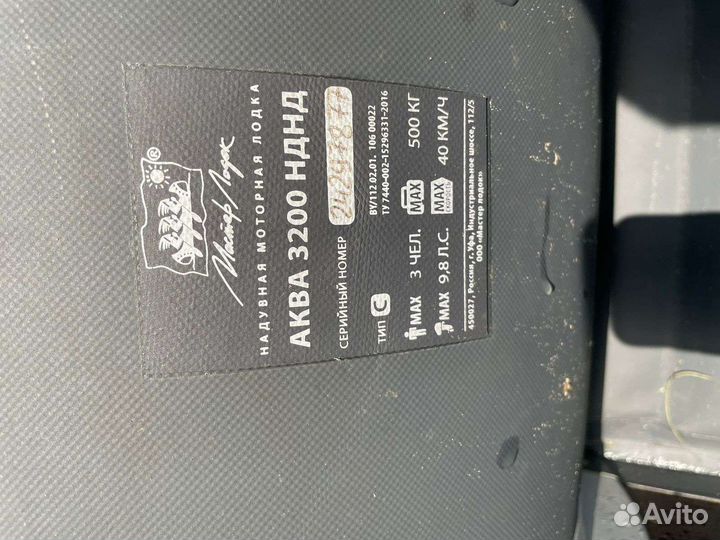 Мастер Лодок
®
НАДУВНАЯ МОТОРНАЯ ЛОДКА
АКВА 3200 НДНД
СЕРИЙНЫЙ НОМЕР
BY/112 02.01. 106 00022
ТУ 7440-002-15296331-2016
ТИП C
MAX 3 ЧЕЛ. MAX 500 КГ
MAX 9,8 Л.С. MAX СКОРОСТЬ 40 КМ/Ч
450027, Россия, г. Уфа, Индустриальное шоссе, 112/5
ООО «Мастер лодок»
Avito